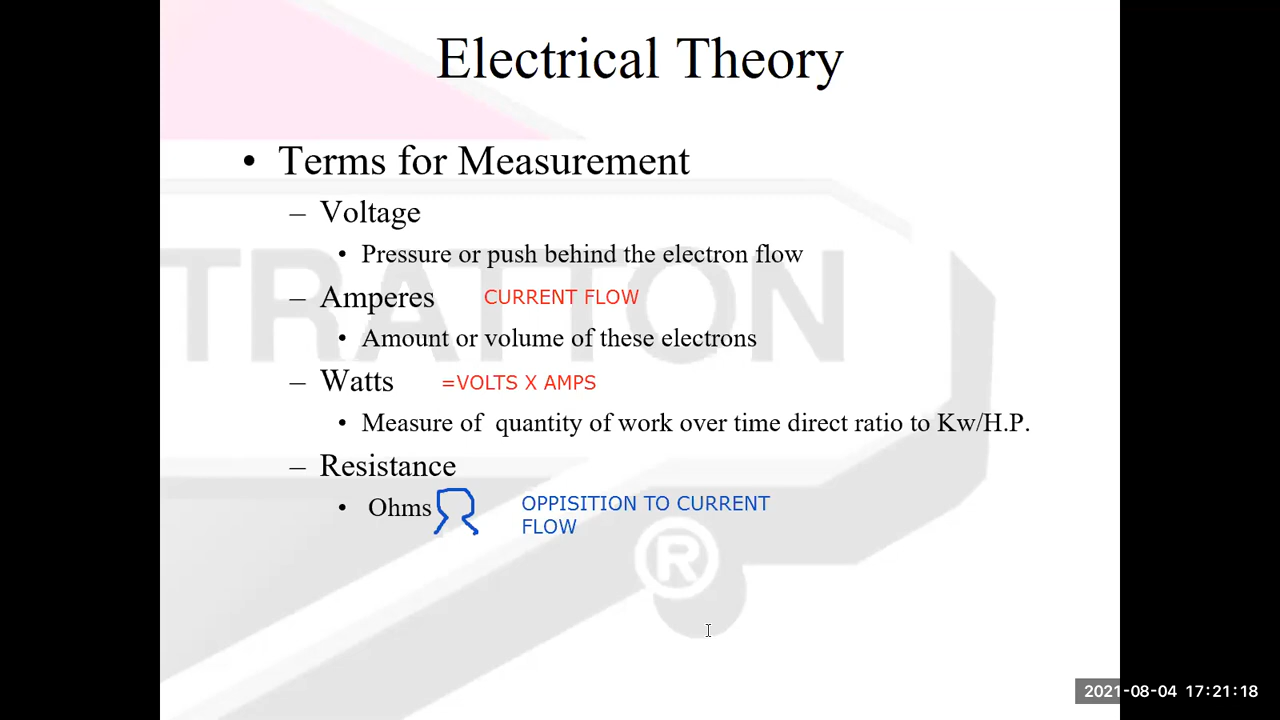 Electrical Theory
• Terms for Measurement
– Voltage
• Pressure or push behind the electron flow
– Amperes CURRENT FLOW
• Amount or volume of these electrons
– Watts =VOLTS X AMPS
• Measure of quantity of work over time direct ratio to Kw/H.P.
– Resistance
• Ohms Ω OPPISITION TO CURRENT
FLOW
TRATTON
®
2021-08-04 17:21:18